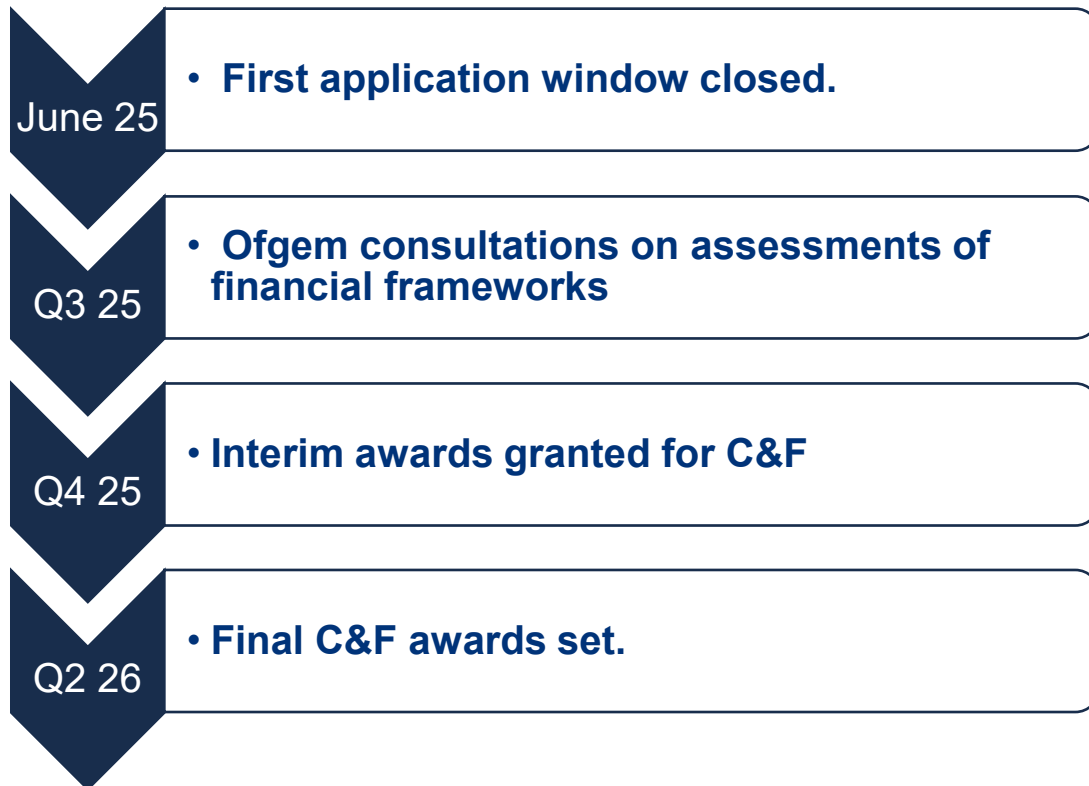 June 25
• First application window closed.
Q3 25
• Ofgem consultations on assessments of
financial frameworks
Q4 25
• Interim awards granted for C&F
Q2 26
• Final C&F awards set.